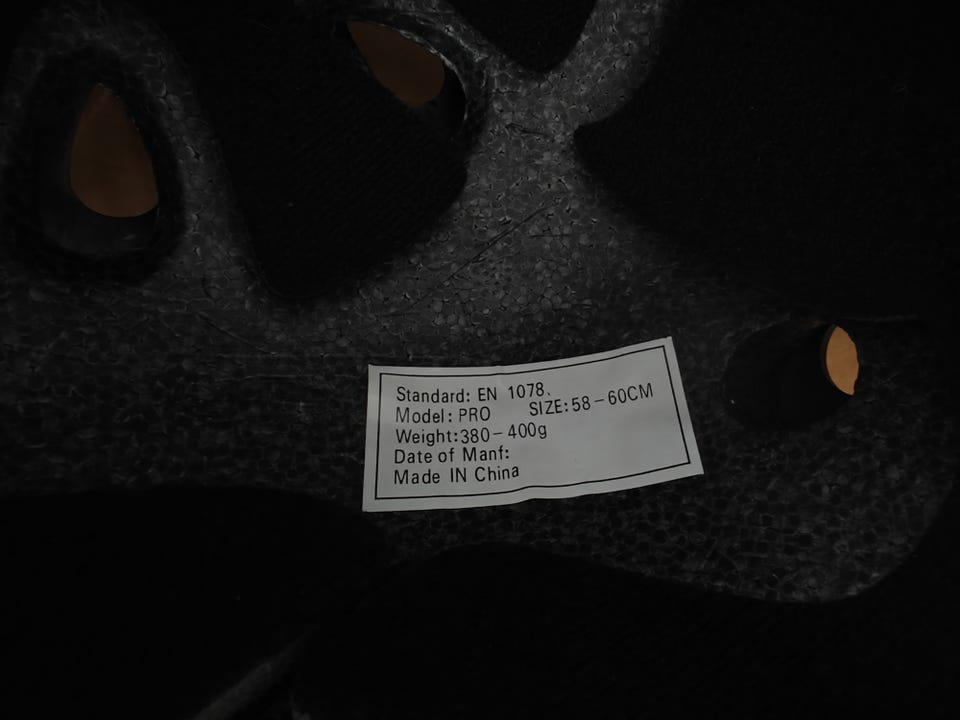 Standard: EN 1078.
Model: PRO SIZE:58-60CM
Weight:380-400g
Date of Manf:
Made IN China